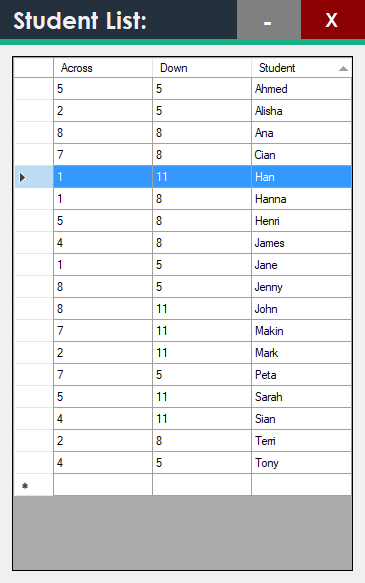 Student List: - X
Across Down Student
5 5 Ahmed
2 5 Alisha
8 8 Ana
7 8 Cian
1 11 Han
1 8 Hanna
5 8 Henri
4 8 James
1 5 Jane
8 5 Jenny
8 11 John
7 11 Makin
2 11 Mark
7 5 Peta
5 11 Sarah
4 11 Sian
2 8 Terri
4 5 Tony
*